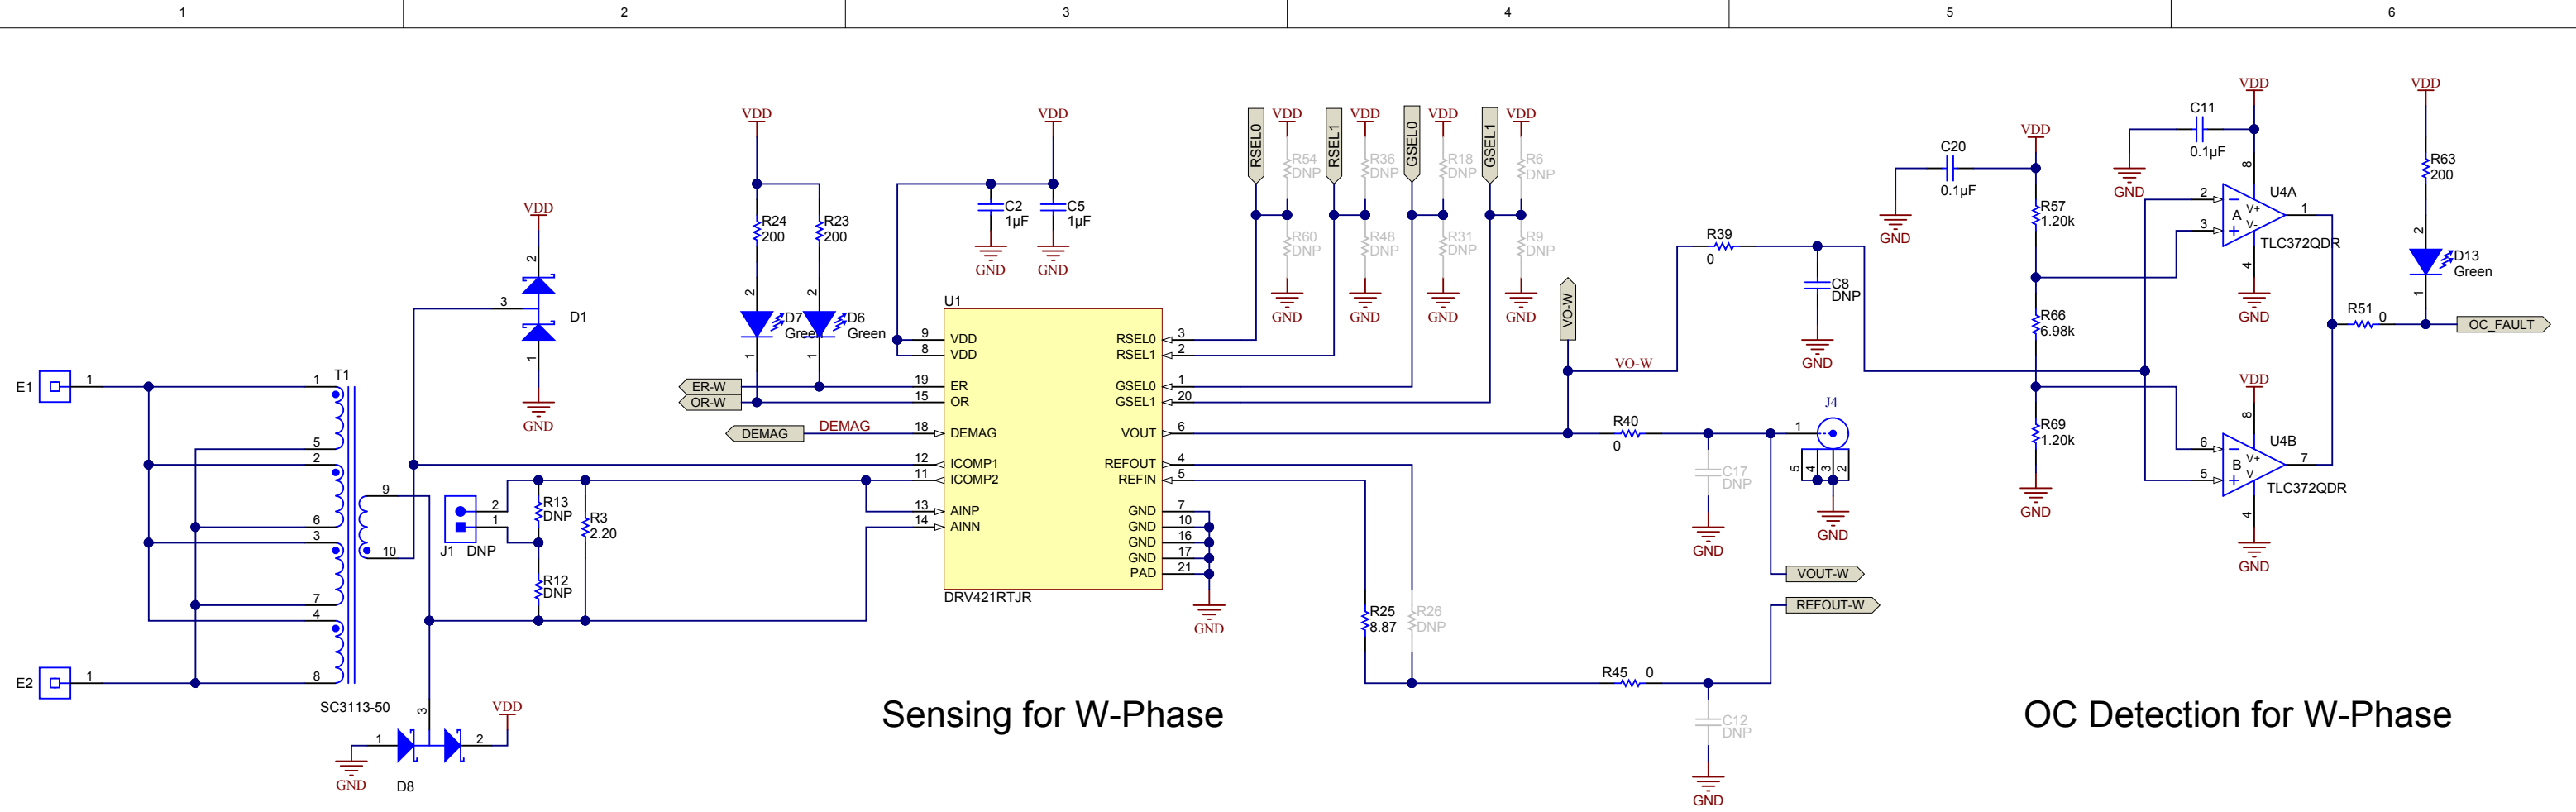 1 2 3 4 5 6
VDD VDD RSEL0 VDD RSEL1 VDD GSEL0 VDD GSEL1 VDD
R54 DNP
R36 DNP
R18 DNP
R6 DNP
R60 DNP
R48 DNP
R31 DNP
R9 DNP
GND GND GND GND
VDD
2
3
D1
1
GND
R24
200
R23
200
2 2
D7
Green
D6
Green
1 1
C2
1µF
C5
1µF
GND GND
U1
9 VDD
8 VDD
19 ER
15 OR
18 DEMAG
12 ICOMP1
11 ICOMP2
13 AINP
14 AINN
RSEL0 3
RSEL1 2
GSEL0 1
GSEL1 20
VOUT 6
REFOUT 4
REFIN 5
GND 7
GND 10
GND 16
GND 17
PAD 21
DRV421RTJR
GND
ER-W
OR-W
DEMAG DEMAG
E1 1
E2 1
T1
1
5
2
6
3
7
4
8
9
10
SC3113-50
J1 DNP
2
1
R13
DNP
R12
DNP
R3
2.20
3
1 2
VDD
GND
D8
VO-W
VO-W
R39
0
C8
DNP
GND
R40
0
C17
DNP
GND
J4
1
5 4 3 2
GND
VOUT-W
REFOUT-W
R25
8.87
R26
DNP
R45 0
C12
DNP
GND
Sensing for W-Phase
C20
0.1µF
GND
VDD
R57
1.20k
R66
6.98k
R69
1.20k
GND
VDD
C11
0.1µF
GND
8
2
3
U4A
A V+ V-
1
TLC372QDR
4
GND
VDD
8
6
5
U4B
B V+ V-
7
TLC372QDR
4
GND
VDD
R63
200
2
D13
Green
1
R51 0
OC_FAULT
OC Detection for W-Phase